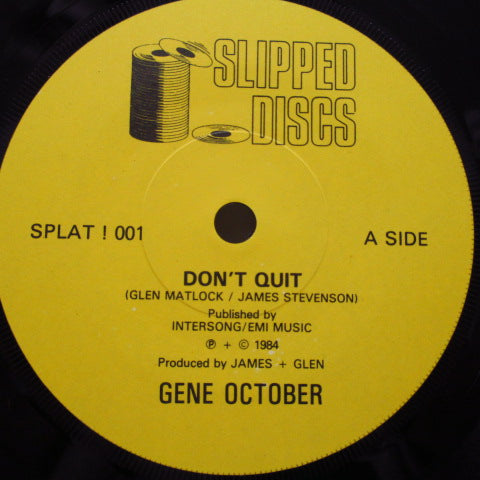 SLIPPED
DISCS
SPLAT ! 001
A SIDE
DON'T QUIT
(GLEN MATLOCK / JAMES STEVENSON)
Published by
INTERSONG/EMI MUSIC
℗ + © 1984
Produced by JAMES + GLEN
GENE OCTOBER